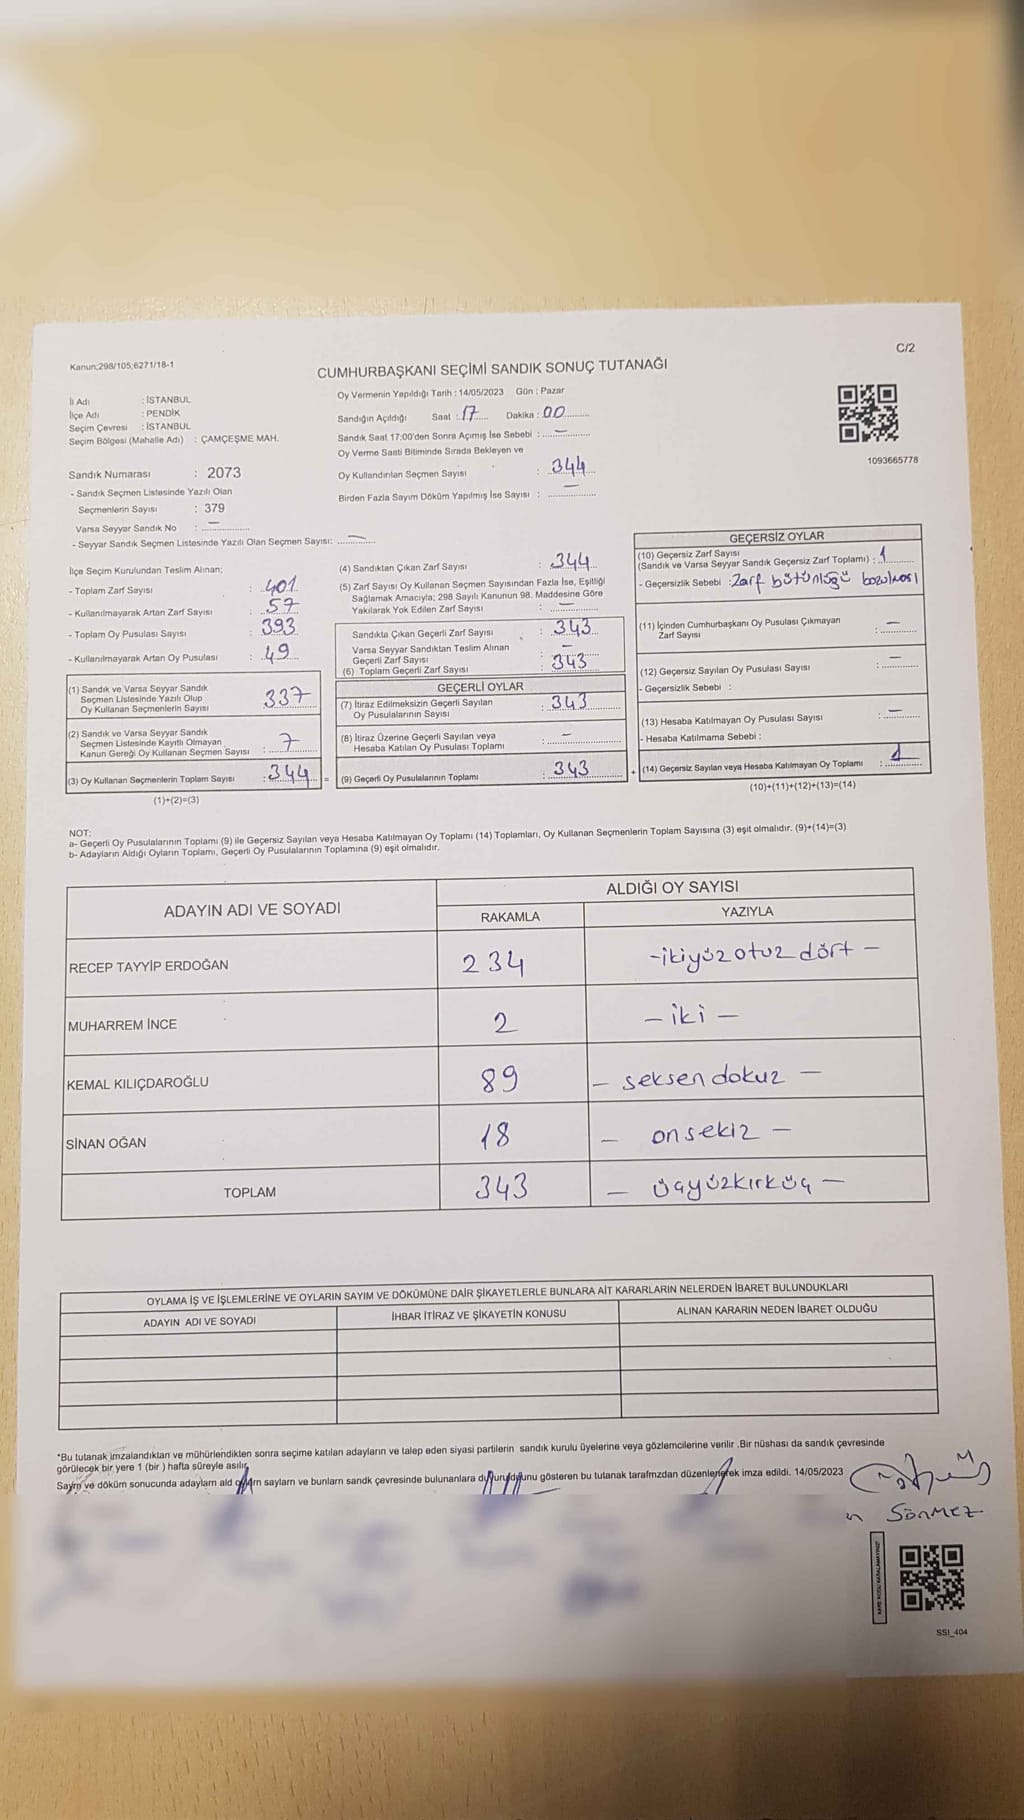 Kanun;298/105;6271/18-1
C/2
CUMHURBAŞKANI SEÇİMİ SANDIK SONUÇ TUTANAĞI
İl Adı : İSTANBUL
İlçe Adı : PENDİK
Seçim Çevresi : İSTANBUL
Seçim Bölgesi (Mahalle Adı) : ÇAMÇEŞME MAH.
Sandık Numarası : 2073
- Sandık Seçmen Listesinde Yazılı Olan
Seçmenlerin Sayısı : 379
Varsa Seyyar Sandık No : —
- Seyyar Sandık Seçmen Listesinde Yazılı Olan Seçmen Sayısı: —
Oy Vermenin Yapıldığı Tarih : 14/05/2023 Gün : Pazar
Sandığın Açıldığı Saat : 17 Dakika : 00
Sandık Saat 17:00'den Sonra Açımış İse Sebebi : —
Oy Verme Saati Bitiminde Sırada Bekleyen ve
Oy Kullandırılan Seçmen Sayısı : 344
Birden Fazla Sayım Döküm Yapılmış İse Sayısı : —
1093665778
İlçe Seçim Kurulundan Teslim Alınan;
- Toplam Zarf Sayısı : 401
- Kullanılmayarak Artan Zarf Sayısı : 57
- Toplam Oy Pusulası Sayısı : 393
- Kullanılmayarak Artan Oy Pusulası : 49
(1) Sandık ve Varsa Seyyar Sandık
Seçmen Listesinde Yazılı Olup
Oy Kullanan Seçmenlerin Sayısı 337
(2) Sandık ve Varsa Seyyar Sandık
Seçmen Listesinde Kayıtlı Olmayan
Kanun Gereği Oy Kullanan Seçmen Sayısı : 7
(3) Oy Kullanan Seçmenlerin Toplam Sayısı : 344 =
(1)+(2)=(3)
(4) Sandıktan Çıkan Zarf Sayısı : 344
(5) Zarf Sayısı Oy Kullanan Seçmen Sayısından Fazla İse, Eşitliği
Sağlamak Amacıyla; 298 Sayılı Kanunun 98. Maddesine Göre
Yakılarak Yok Edilen Zarf Sayısı : —
Sandıkta Çıkan Geçerli Zarf Sayısı : 343
Varsa Seyyar Sandıktan Teslim Alınan
Geçerli Zarf Sayısı : —
(6) Toplam Geçerli Zarf Sayısı : 343
GEÇERLİ OYLAR
(7) İtiraz Edilmeksizin Geçerli Sayılan
Oy Pusulalarının Sayısı : 343
(8) İtiraz Üzerine Geçerli Sayılan veya
Hesaba Katılan Oy Pusulası Toplamı : —
(9) Geçerli Oy Pusulalarının Toplamı : 343 +
GEÇERSİZ OYLAR
(10) Geçersiz Zarf Sayısı
(Sandık ve Varsa Seyyar Sandık Geçersiz Zarf Toplamı) : 1
- Geçersizlik Sebebi : Zarf bütünlüğü bozulması
(11) İçinden Cumhurbaşkanı Oy Pusulası Çıkmayan
Zarf Sayısı : —
(12) Geçersiz Sayılan Oy Pusulası Sayısı : —
- Geçersizlik Sebebi :
(13) Hesaba Katılmayan Oy Pusulası Sayısı : —
- Hesaba Katılmama Sebebi :
(14) Geçersiz Sayılan veya Hesaba Katılmayan Oy Toplamı : 1
(10)+(11)+(12)+(13)=(14)
NOT:
a- Geçerli Oy Pusulalarının Toplamı (9) ile Geçersiz Sayılan veya Hesaba Katılmayan Oy Toplamı (14) Toplamları, Oy Kullanan Seçmenlerin Toplam Sayısına (3) eşit olmalıdır. (9)+(14)=(3)
b- Adayların Aldığı Oyların Toplamı, Geçerli Oy Pusulalarının Toplamına (9) eşit olmalıdır.
ADAYIN ADI VE SOYADI
ALDIĞI OY SAYISI
RAKAMLA YAZIYLA
RECEP TAYYİP ERDOĞAN 234 -ikiyüzotuzdört —
MUHARREM İNCE 2 — iki —
KEMAL KILIÇDAROĞLU 89 — seksendokuz —
SİNAN OĞAN 18 — onsekiz —
TOPLAM 343 — üçyüzkırküç —
OYLAMA İŞ VE İŞLEMLERİNE VE OYLARIN SAYIM VE DÖKÜMÜNE DAİR ŞİKAYETLERLE BUNLARA AİT KARARLARIN NELERDEN İBARET BULUNDUKLARI
ADAYIN ADI VE SOYADI İHBAR İTİRAZ VE ŞİKAYETİN KONUSU ALINAN KARARIN NEDEN İBARET OLDUĞU
*Bu tutanak imzalandıktan ve mühürlendikten sonra seçime katılan adayların ve talep eden siyasi partilerin sandık kurulu üyelerine veya gözlemcilerine verilir .Bir nüshası da sandık çevresinde
görülecek bir yere 1 (bir ) hafta süreyle asılır.
Sayım ve döküm sonucunda adayların ald saylarn ve bunlarn sandk çevresinde bulunanlara gösteren bu tutanak tarafmzdan düzenlenerek imza edildi. 14/05/2023
SÖNMEZ
SSI_404